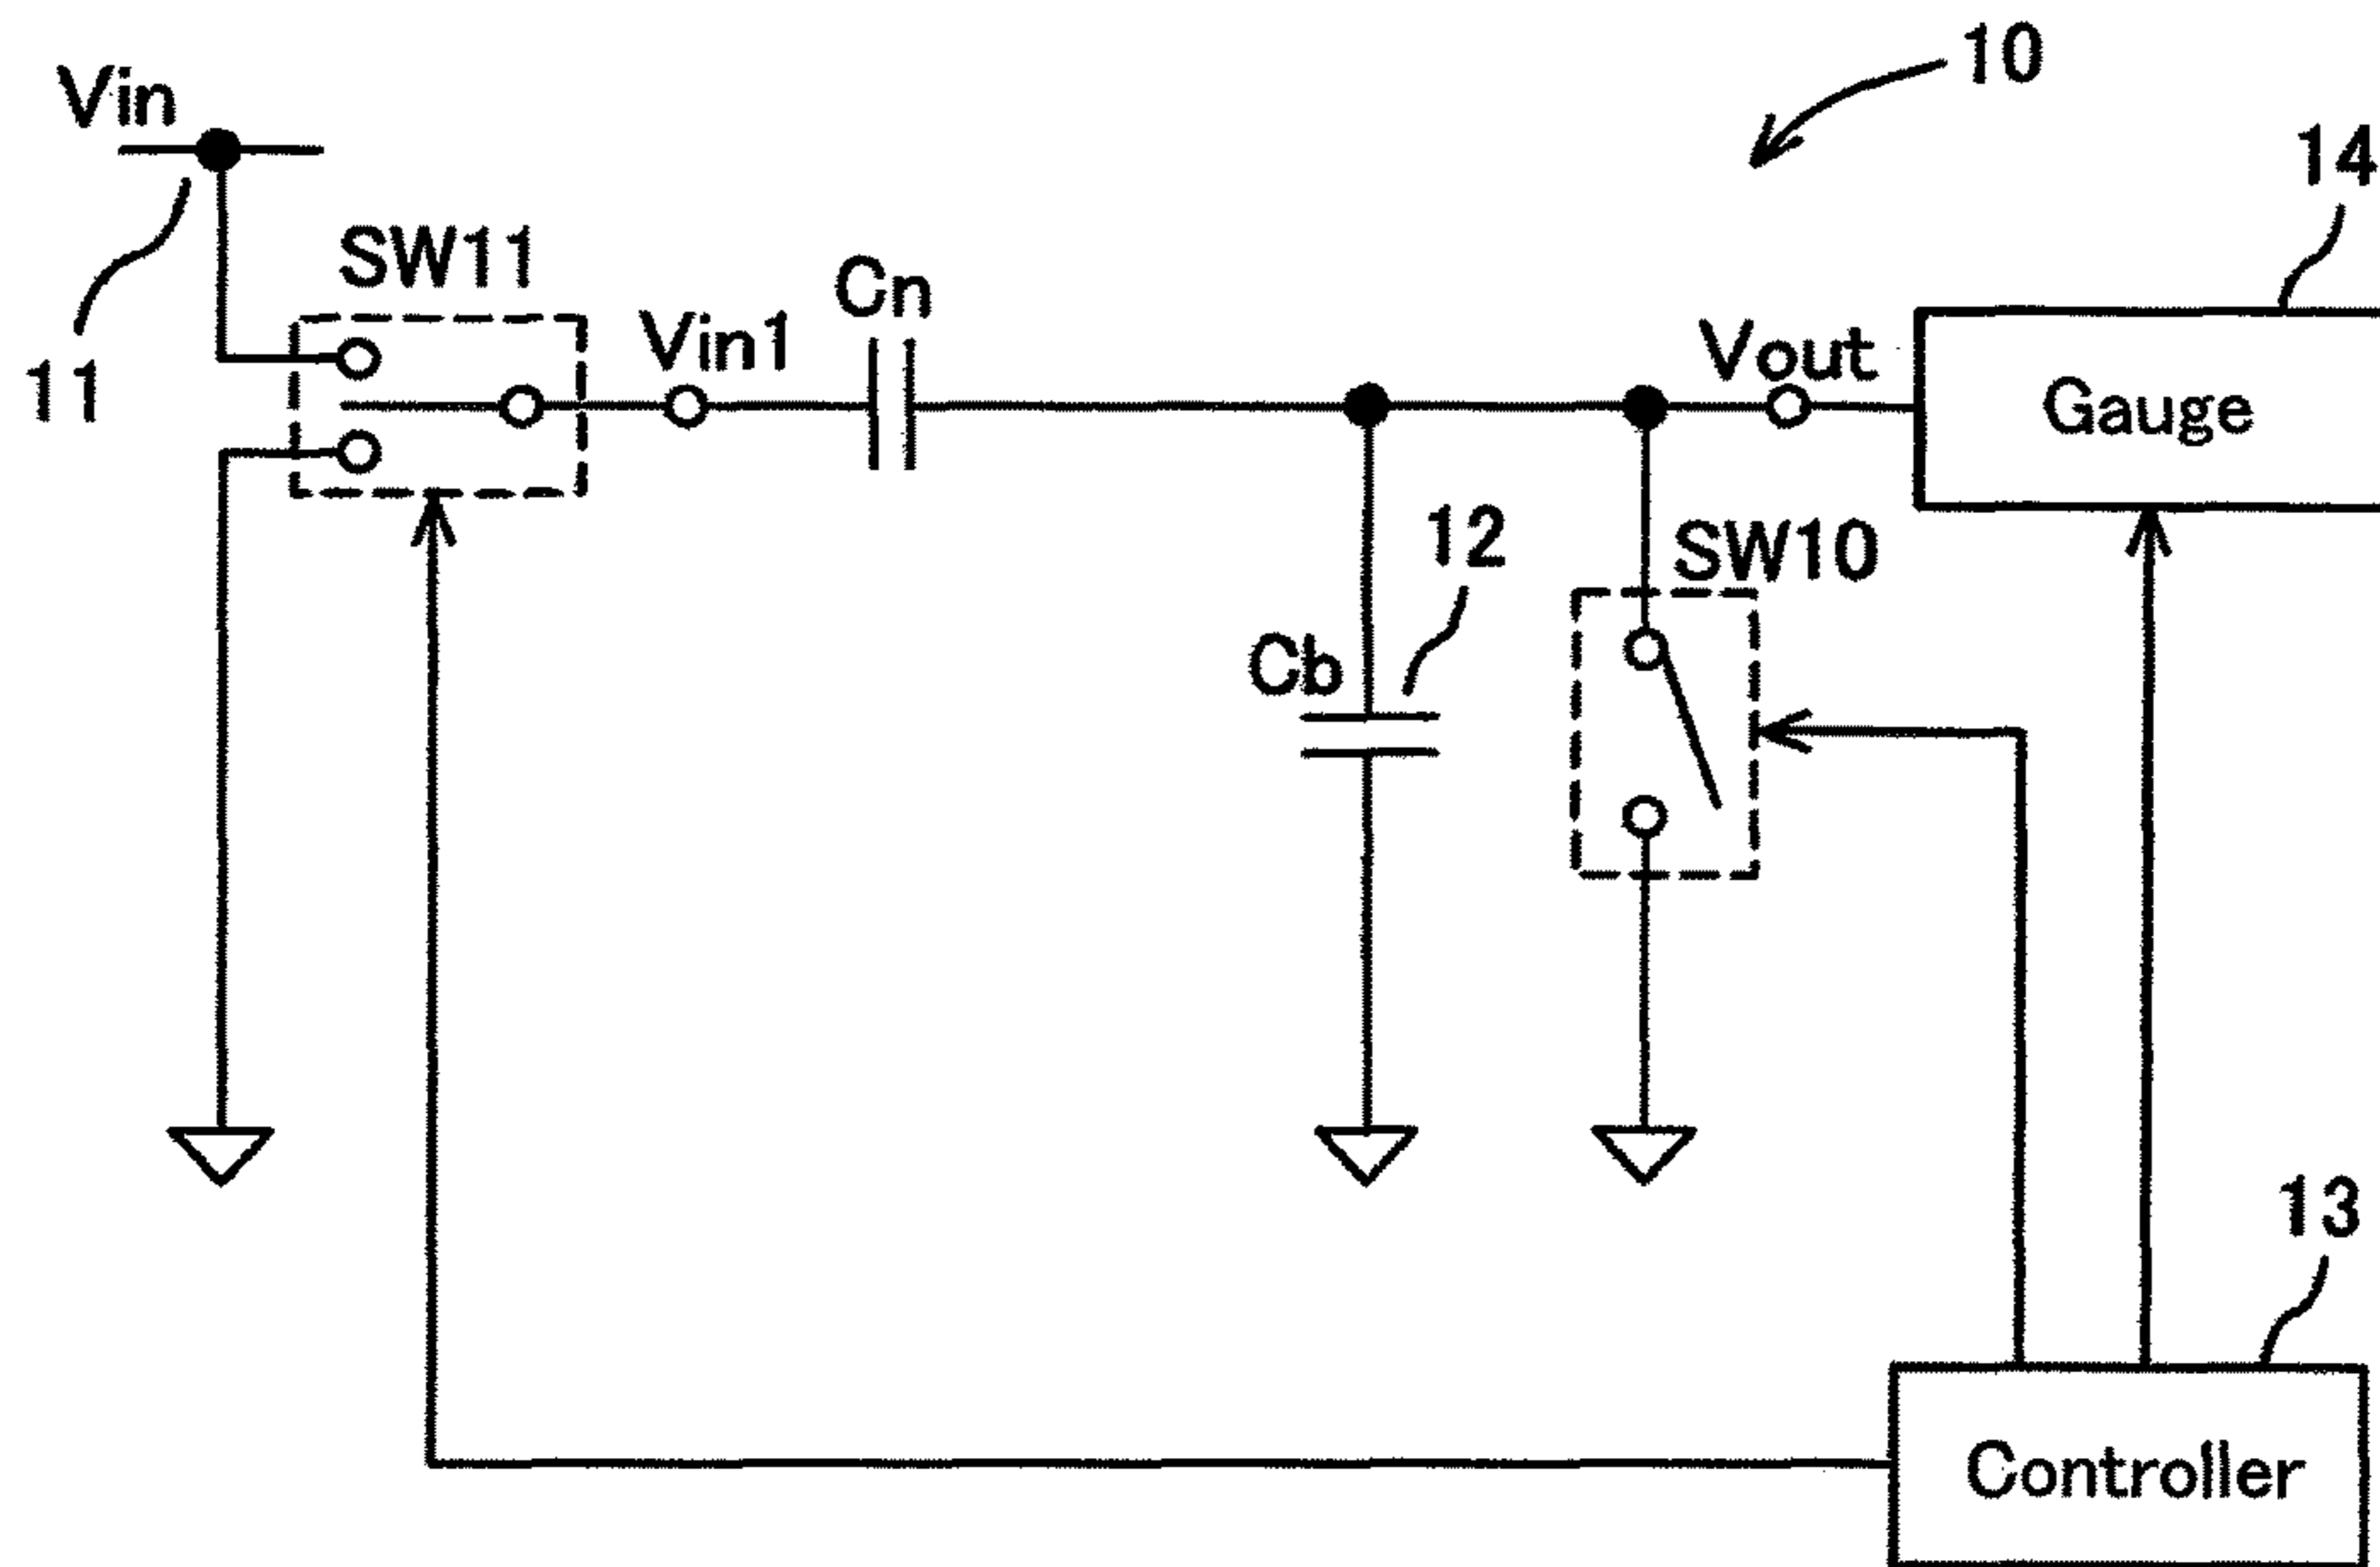 10
Vin
14
SW11
Cn
Vin1
Vout
11
Gauge
12
SW10
Cb
13
Controller